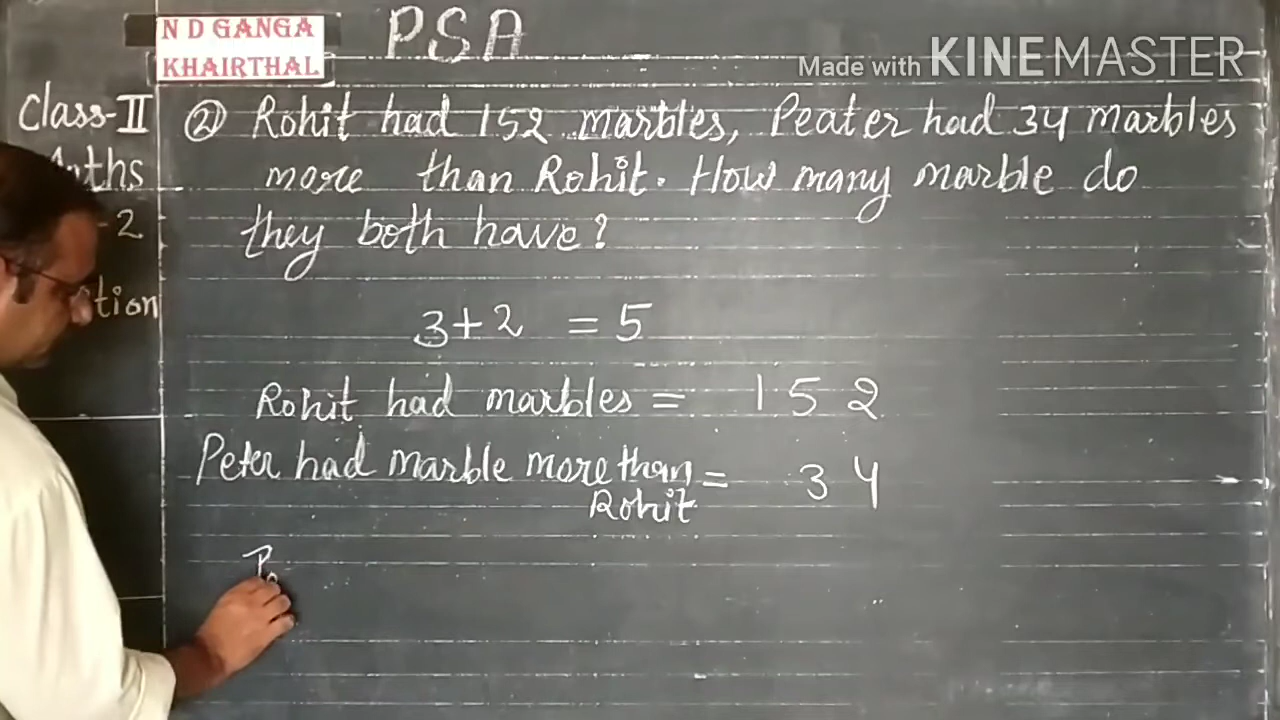 N D GANGA
KHAIRTHAL
PSA
Made with KINEMASTER
Class-II
② Rohit had 152 marbles, Peater had 34 marbles
more than Rohit. How many marble do
they both have?
3+2 = 5
Rohit had marbles = 152
Peter had marble more than
Rohit = 34